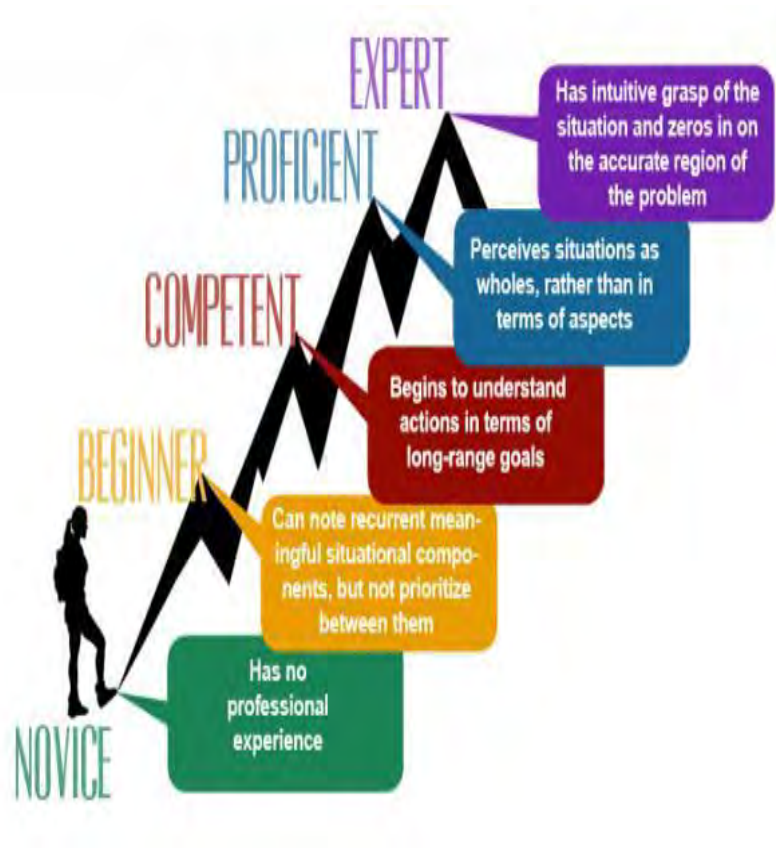 EXPERT
Has intuitive grasp of the
situation and zeros in on
the accurate region of
the problem
PROFICIENT
Perceives situations as
wholes, rather than in
terms of aspects
COMPETENT
Begins to understand
actions in terms of
long-range goals
BEGINNER
Can note recurrent mean-
ingful situational compo-
nents, but not prioritize
between them
Has no
professional
experience
NOVICE